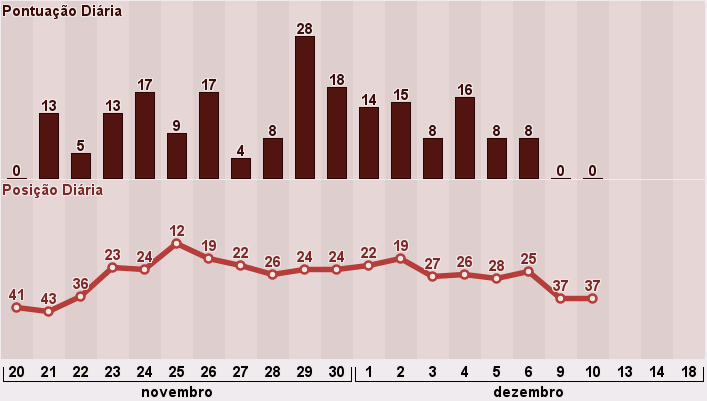 Pontuação Diária
0 13 5 13 17 9 17 4 8 28 18 14 15 8 16 8 8 0 0
Posição Diária
41 43 36 23 24 12 19 22 26 24 24 22 19 27 26 28 25 37 37
20 21 22 23 24 25 26 27 28 29 30 1 2 3 4 5 6 9 10 13 14 18
novembro dezembro